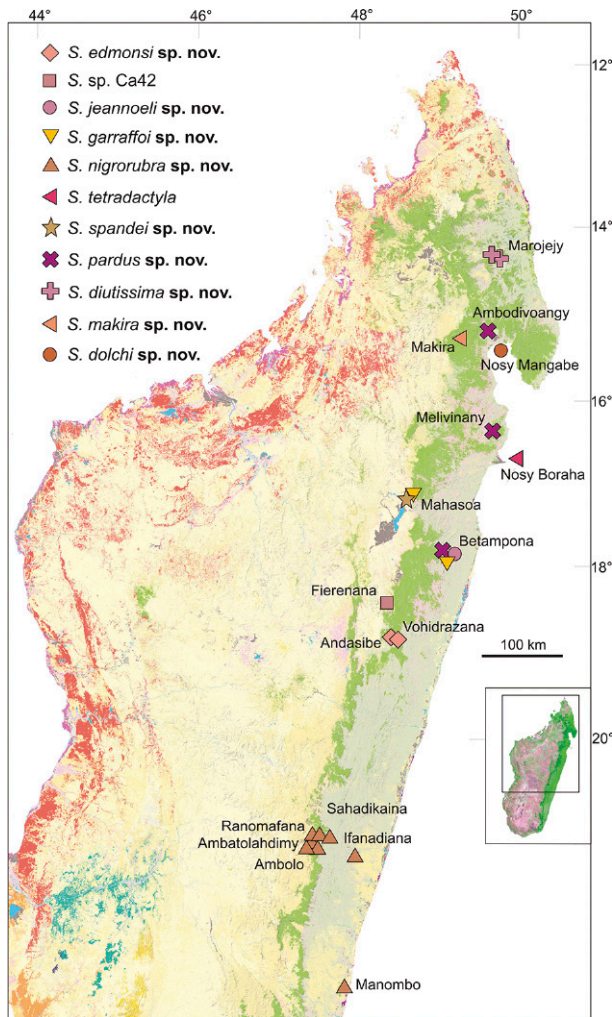 44°
46°
48°
50°
S. edmonsi sp. nov.
S. sp. Ca42
S. jeannoeli sp. nov.
S. garraffoi sp. nov.
S. nigrorubra sp. nov.
S. tetradactyla
S. spandei sp. nov.
S. pardus sp. nov.
S. diutissima sp. nov.
S. makira sp. nov.
S. dolchi sp. nov.
12°
14°
Marojejy
Ambodivoangy
Makira
Nosy Mangabe
16°
Melivinany
Nosy Boraha
Mahasoa
Betampona
18°
Fierenana
Vohidrazana
Andasibe
100 km
20°
Sahadikaina
Ranomafana
Ifanadiana
Ambatolahdimy
Ambolo
Manombo